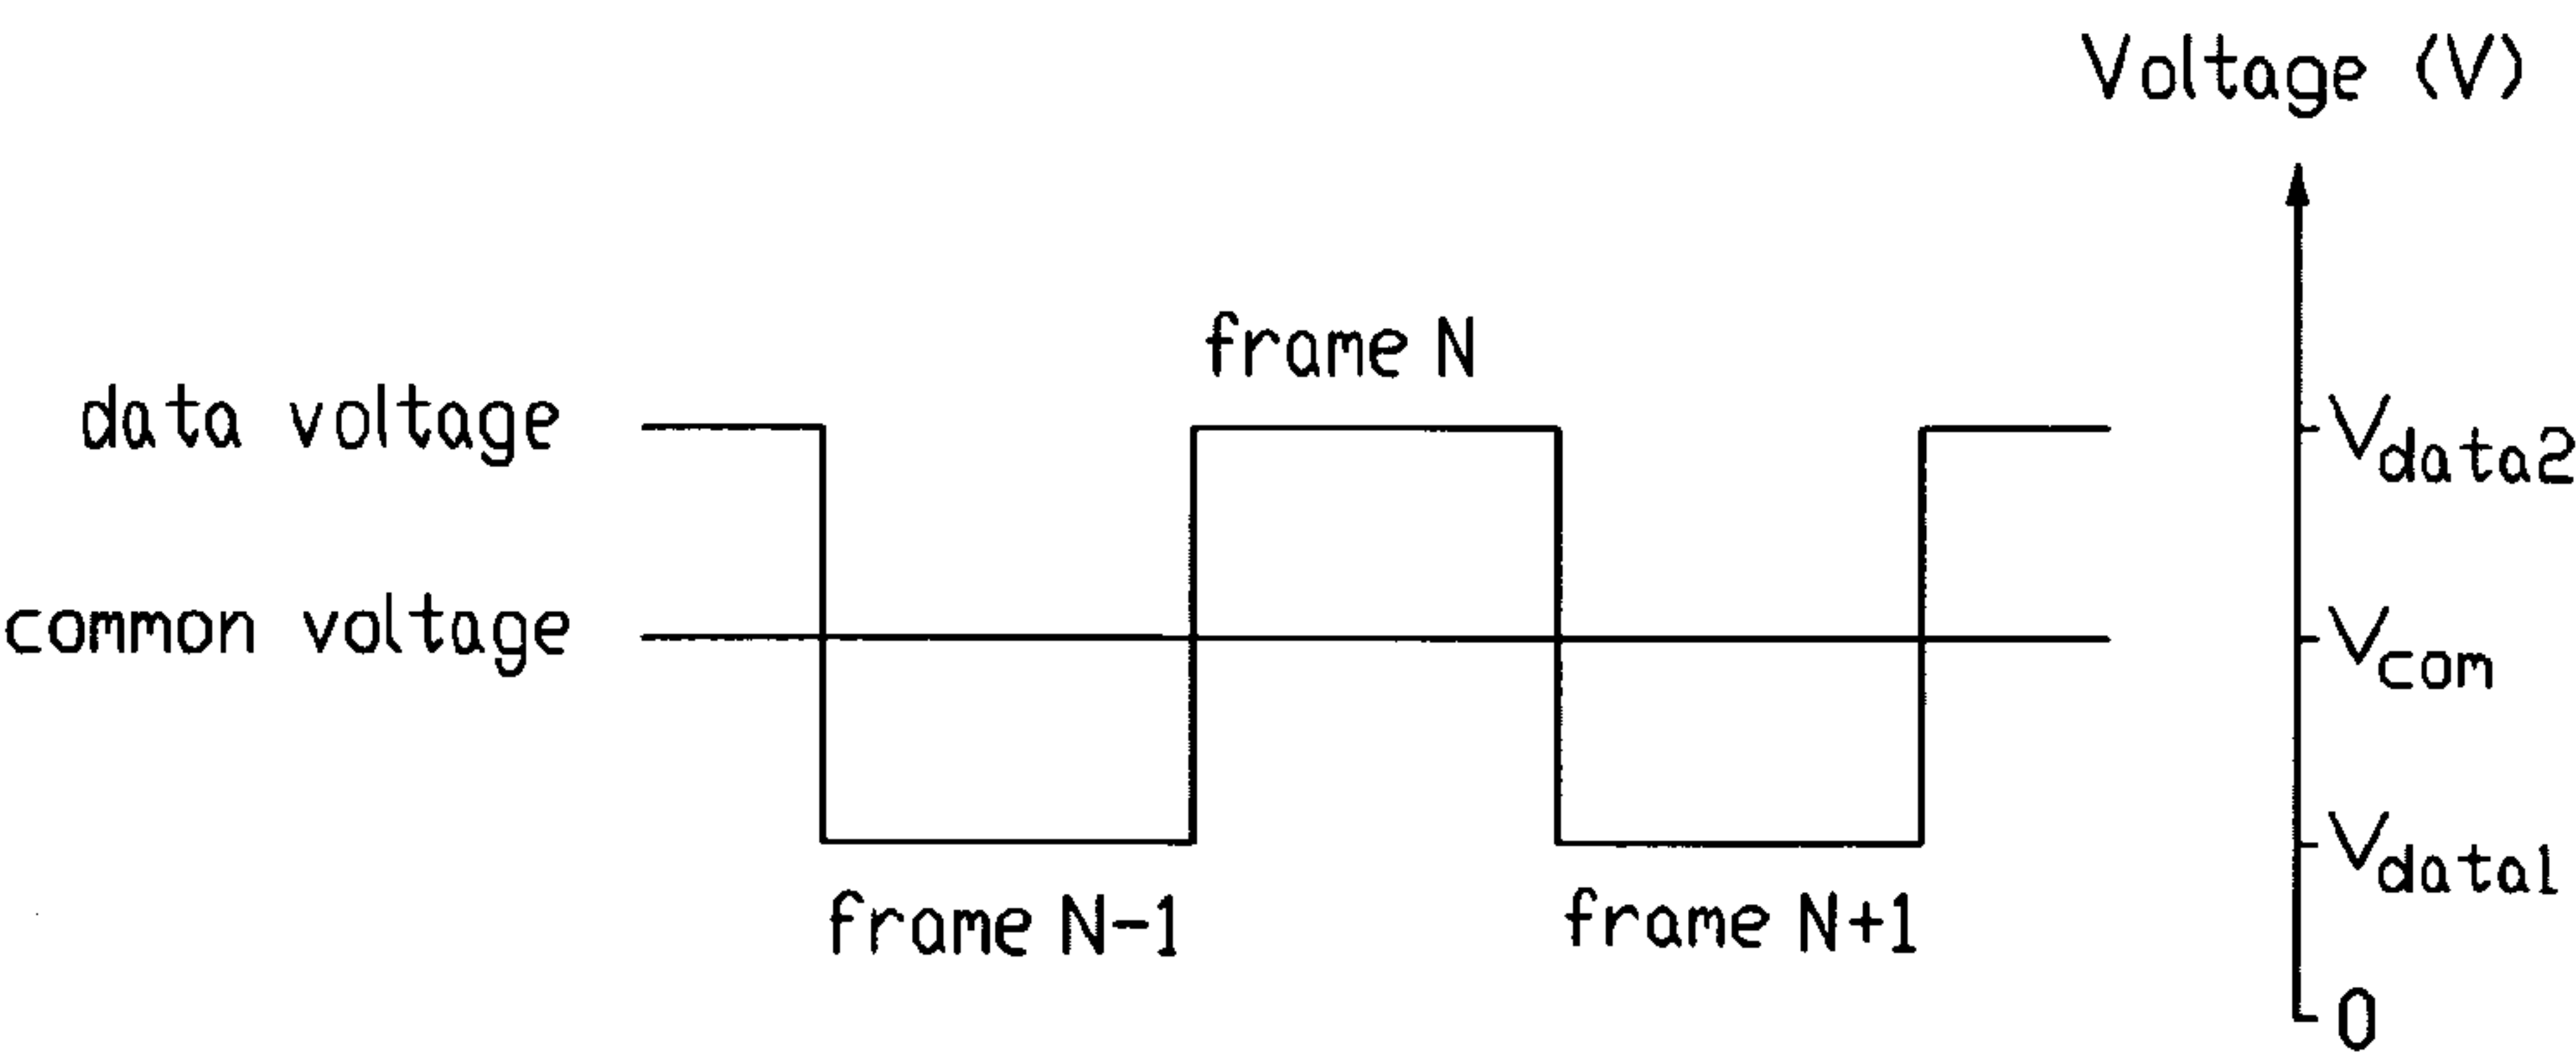 Voltage (V)
frame N
data voltage
Vdata2
common voltage
Vcom
Vdata1
frame N-1
frame N+1
0